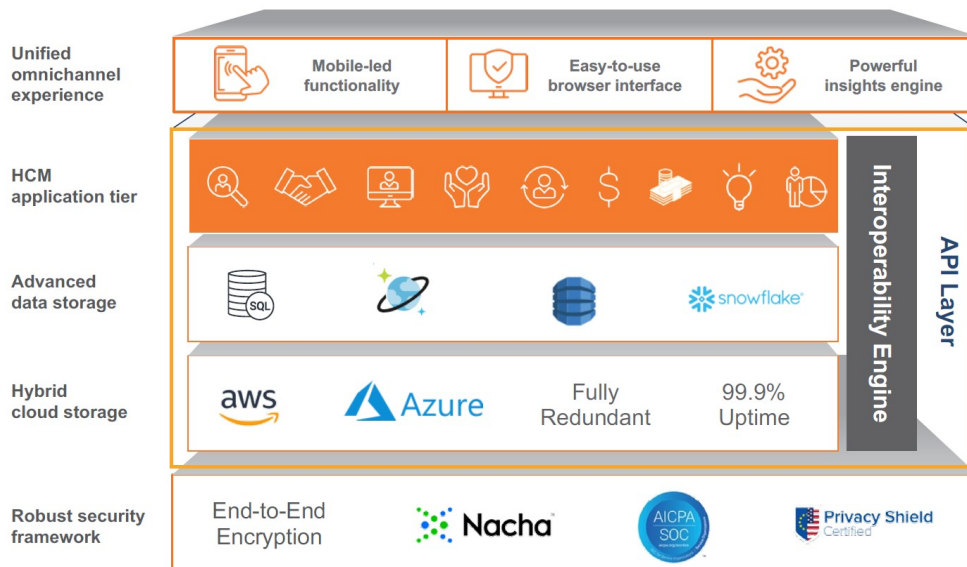 Unified
omnichannel
experience
Mobile-led
functionality
Easy-to-use
browser interface
Powerful
insights engine
HCM
application tier
Advanced
data storage
SQL
snowflake
Hybrid
cloud storage
aws
Azure
Fully
Redundant
99.9%
Uptime
Interoperability Engine
API Layer
Robust security
framework
End-to-End
Encryption
Nacha
AICPA
SOC
Privacy Shield
Certified